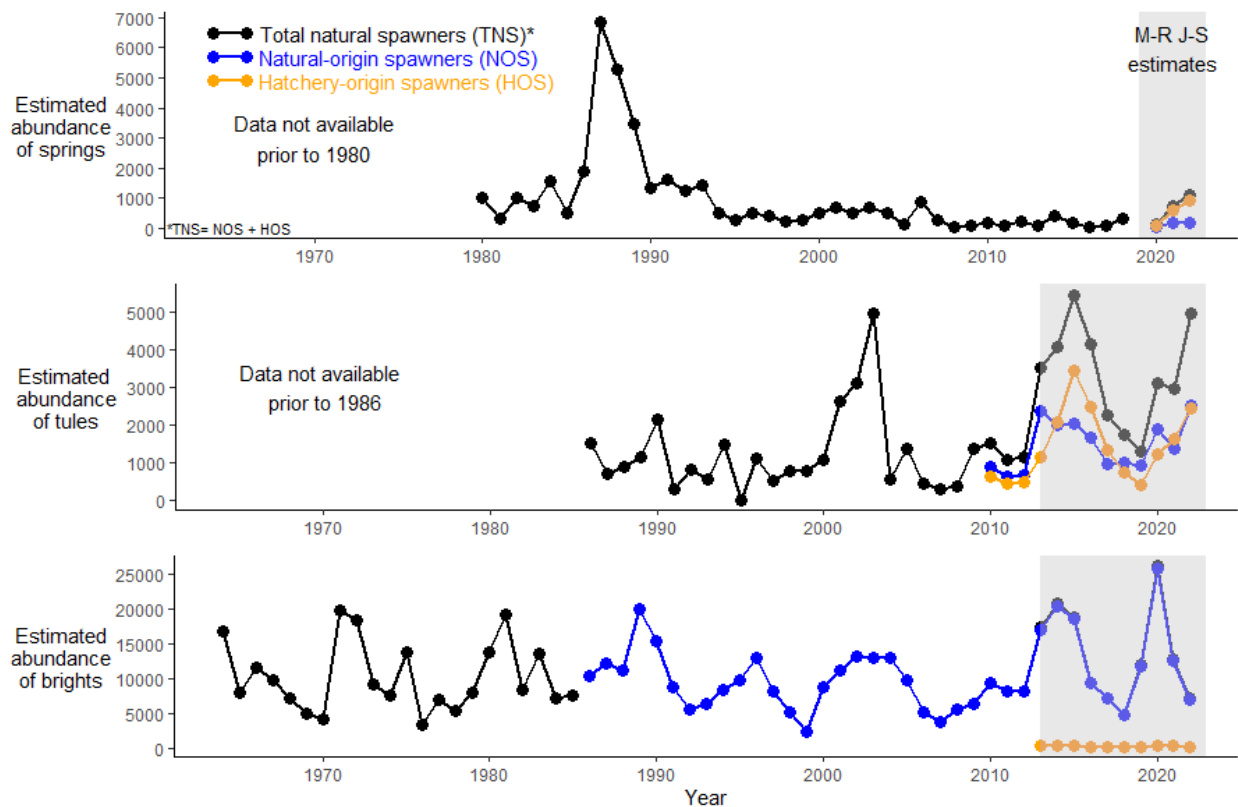 7000
6000
5000
4000
3000
2000
1000
0
Estimated
abundance
of springs
Total natural spawners (TNS)*
Natural-origin spawners (NOS)
Hatchery-origin spawners (HOS)
Data not available
prior to 1980
*TNS= NOS + HOS
M-R J-S
estimates
1970 1980 1990 2000 2010 2020
5000
4000
3000
2000
1000
0
Estimated
abundance
of tules
Data not available
prior to 1986
1970 1980 1990 2000 2010 2020
25000
20000
15000
10000
5000
0
Estimated
abundance
of brights
1970 1980 1990 2000 2010 2020
Year